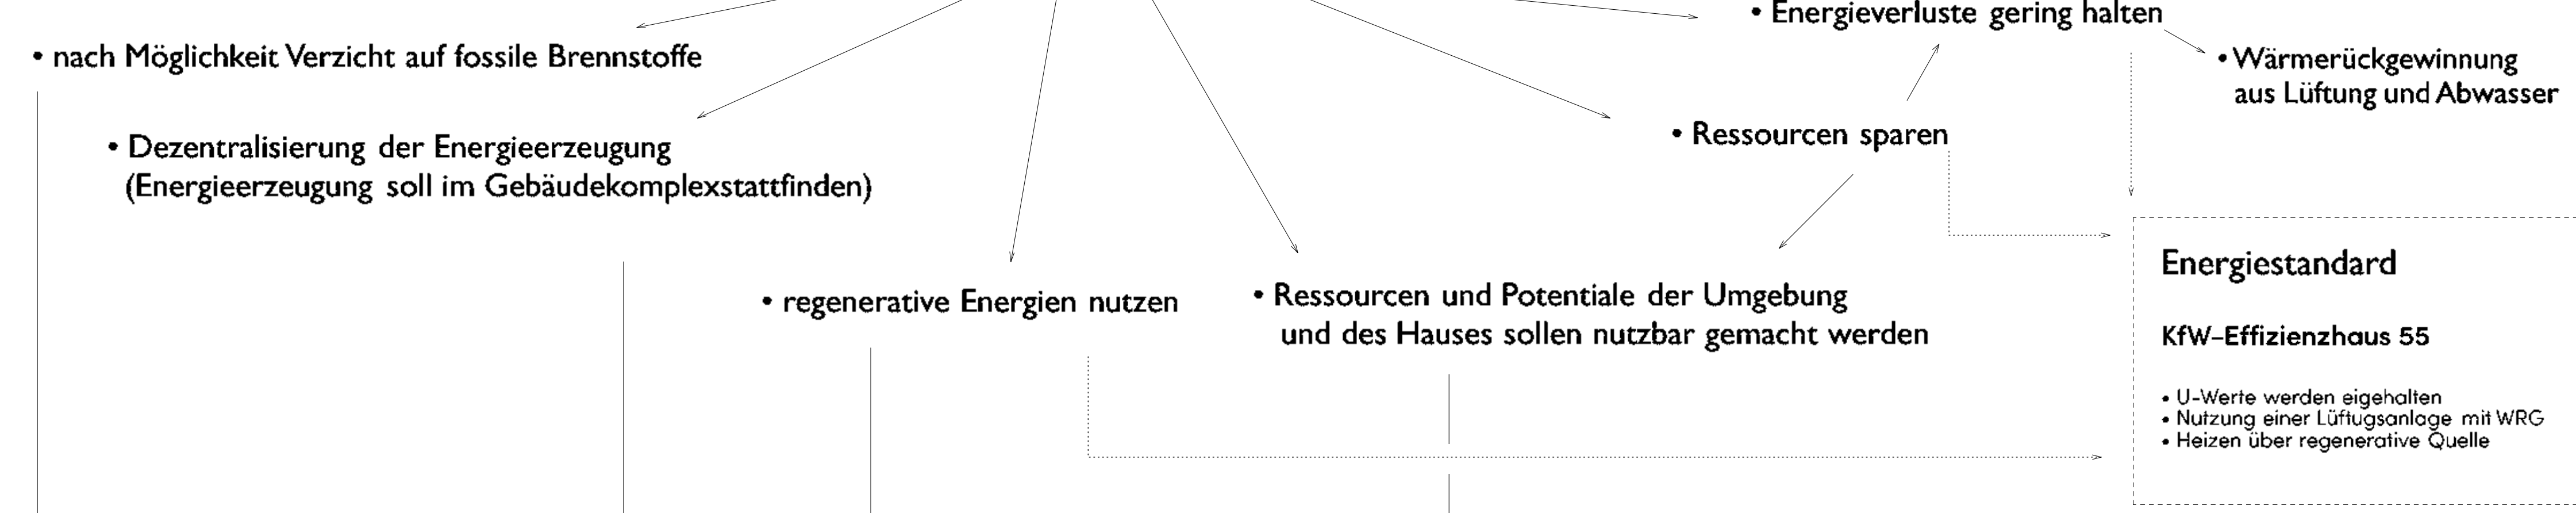 • Energieverluste gering halten
• nach Möglichkeit Verzicht auf fossile Brennstoffe
• Wärmerückgewinnung
aus Lüftung und Abwasser
• Dezentralisierung der Energieerzeugung
(Energieerzeugung soll im Gebäudekomplexstattfinden)
• Ressourcen sparen
• regenerative Energien nutzen
• Ressourcen und Potentiale der Umgebung
und des Hauses sollen nutzbar gemacht werden
Energiestandard
KfW-Effizienzhaus 55
• U-Werte werden eigehalten
• Nutzung einer Lüftugsanlage mit WRG
• Heizen über regenerative Quelle